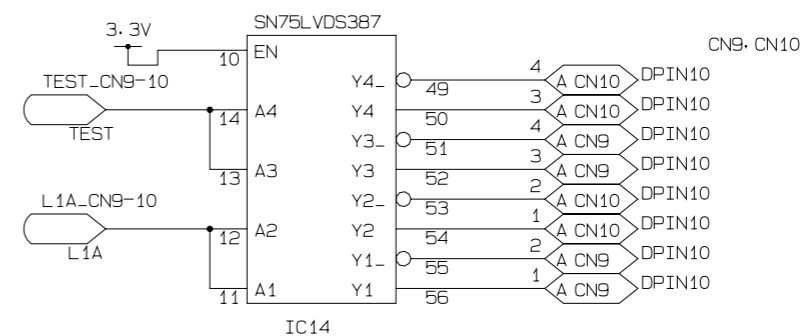 SN75LVDS387
3.3V
CN9.CN10
10 EN
TEST_CN9-10
Y4_ 49 4 A CN10 DPIN10
14 A4 Y4 50 3 A CN10 DPIN10
TEST
Y3_ 51 4 A CN9 DPIN10
13 A3 Y3 52 3 A CN9 DPIN10
L1A_CN9-10
Y2_ 53 2 A CN10 DPIN10
12 A2 Y2 54 1 A CN10 DPIN10
L1A
Y1_ 55 2 A CN9 DPIN10
11 A1 Y1 56 1 A CN9 DPIN10
IC14